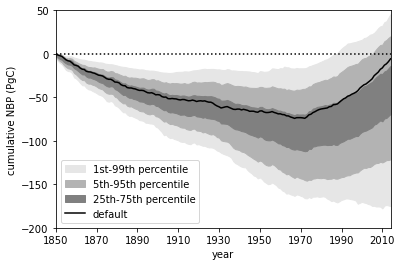 50
0
−50
−100
−150
−200
cumulative NBP (PgC)
1st-99th percentile
5th-95th percentile
25th-75th percentile
default
1850 1870 1890 1910 1930 1950 1970 1990 2010
year